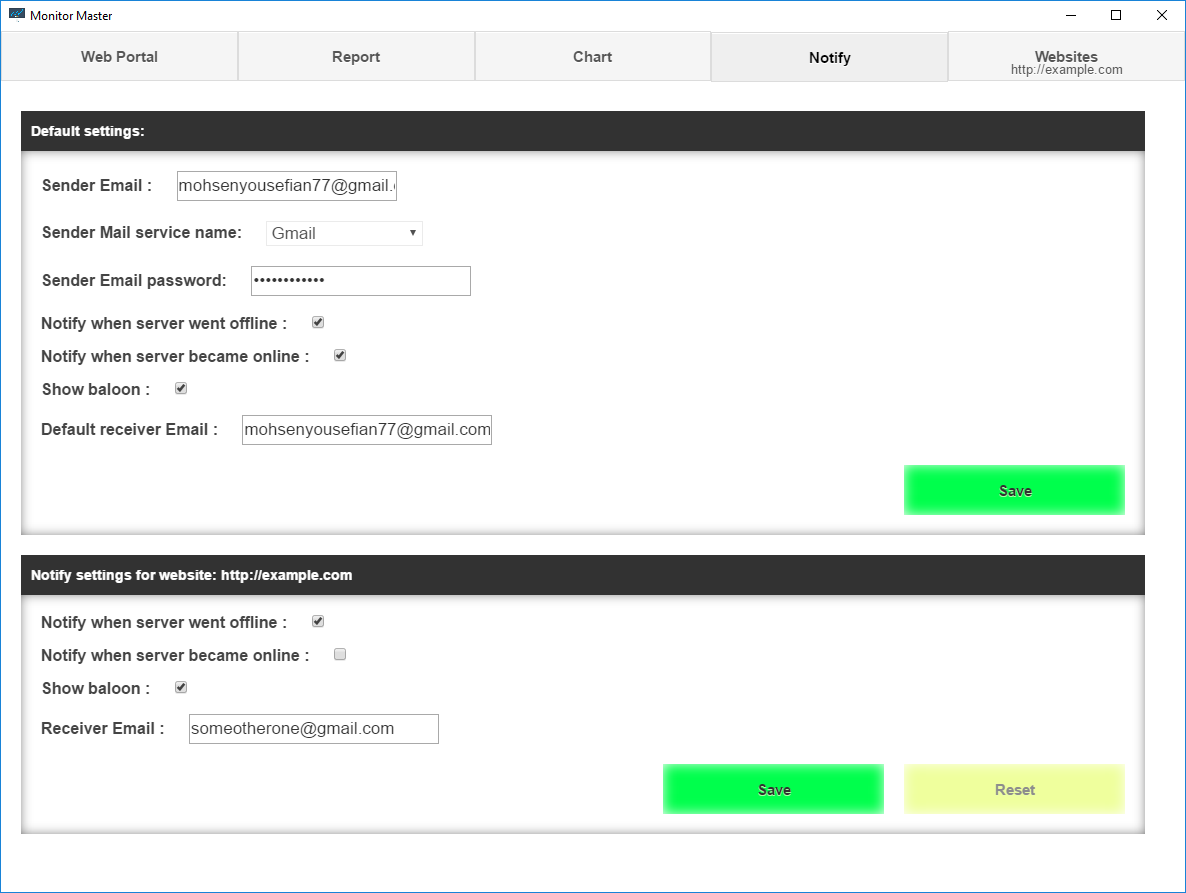 Monitor Master
Web Portal
Report
Chart
Notify
Websites
http://example.com
Default settings:
Sender Email : mohsenyousefian77@gmail.
Sender Mail service name: Gmail
Sender Email password: ••••••••••••
Notify when server went offline :
Notify when server became online :
Show baloon :
Default receiver Email : mohsenyousefian77@gmail.com
Save
Notify settings for website: http://example.com
Notify when server went offline :
Notify when server became online :
Show baloon :
Receiver Email : someotherone@gmail.com
Save
Reset